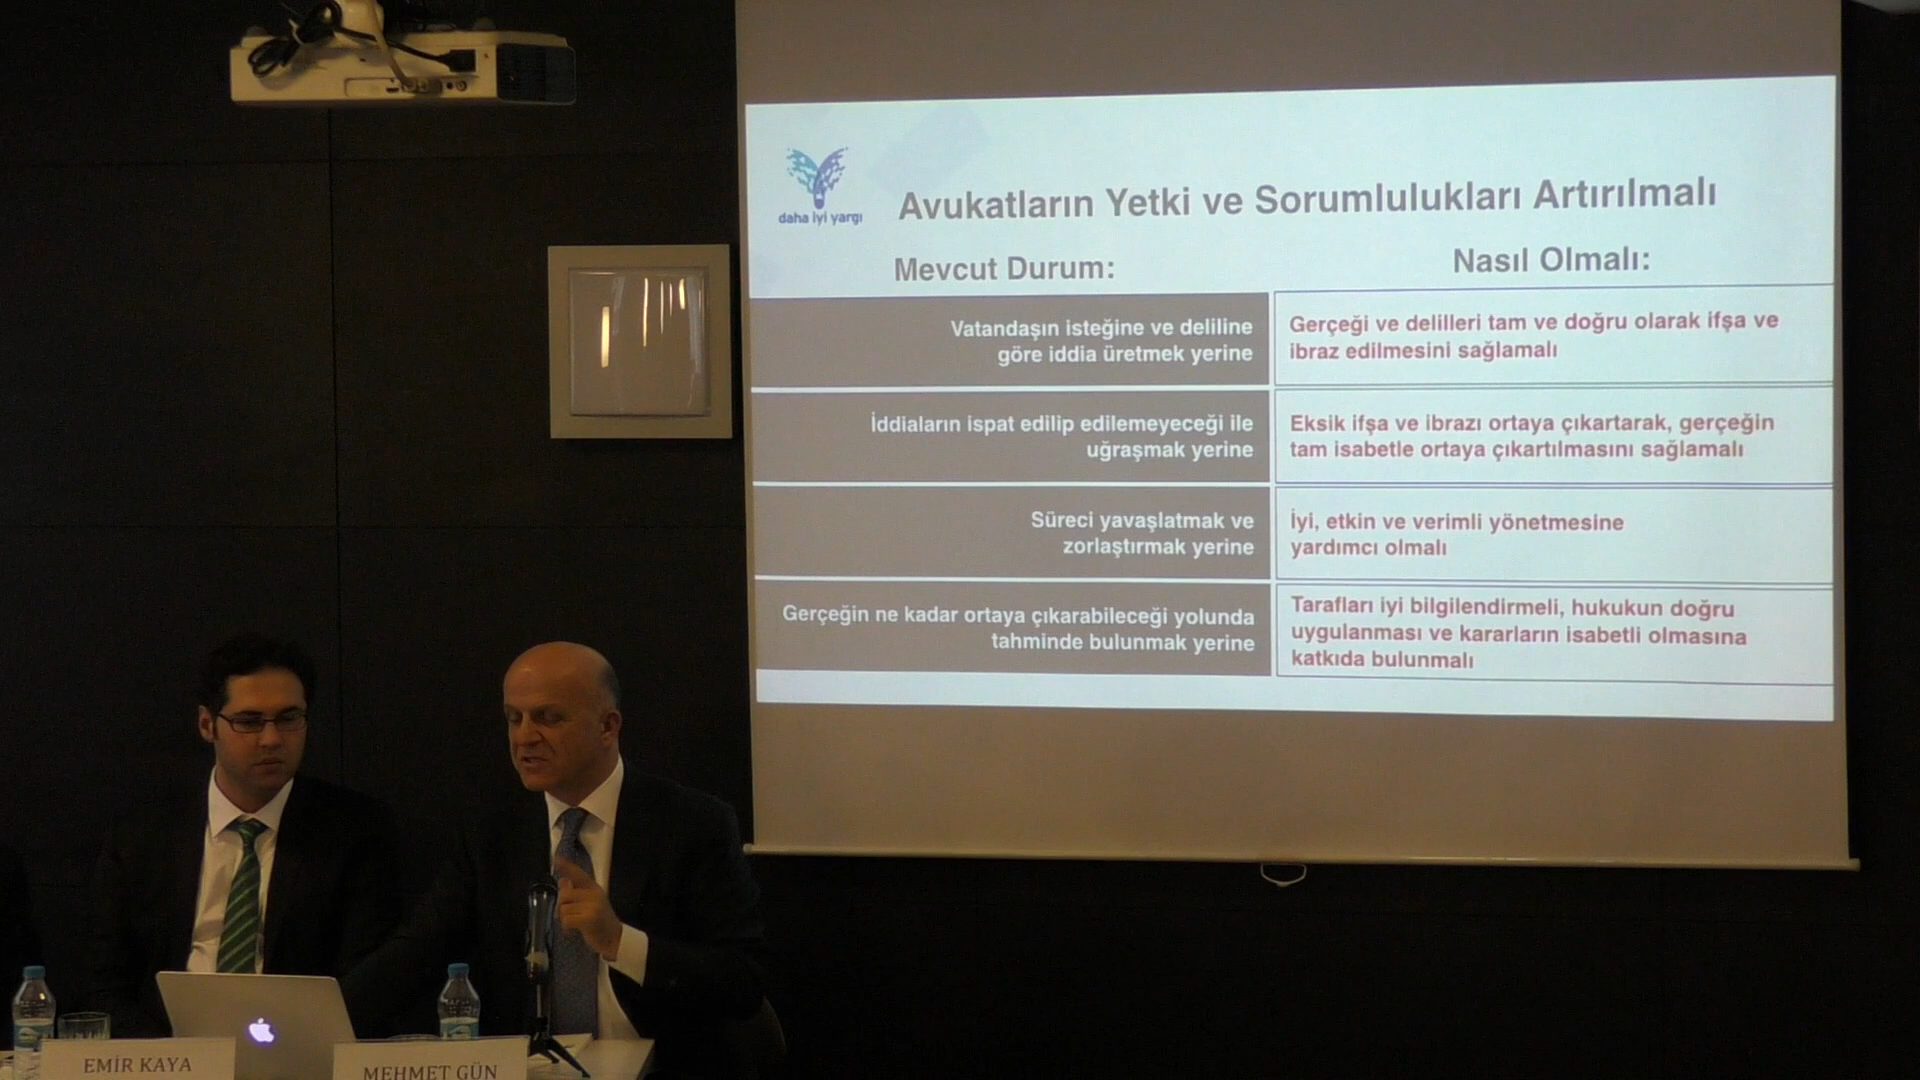 daha iyi yargı
Avukatların Yetki ve Sorumlulukları Artırılmalı
Mevcut Durum:
Nasıl Olmalı:
Vatandaşın isteğine ve deliline
göre iddia üretmek yerine
Gerçeği ve delilleri tam ve doğru olarak ifşa ve
ibraz edilmesini sağlamalı
İddiaların ispat edilip edilemeyeceği ile
uğraşmak yerine
Eksik ifşa ve ibrazı ortaya çıkartarak, gerçeğin
tam isabetle ortaya çıkartılmasını sağlamalı
Süreci yavaşlatmak ve
zorlaştırmak yerine
İyi, etkin ve verimli yönetmesine
yardımcı olmalı
Gerçeğin ne kadar ortaya çıkarabileceği yolunda
tahminde bulunmak yerine
Tarafları iyi bilgilendirmeli, hukukun doğru
uygulanması ve kararların isabetli olmasına
katkıda bulunmalı
EMİR KAYA
MEHMET GÜN